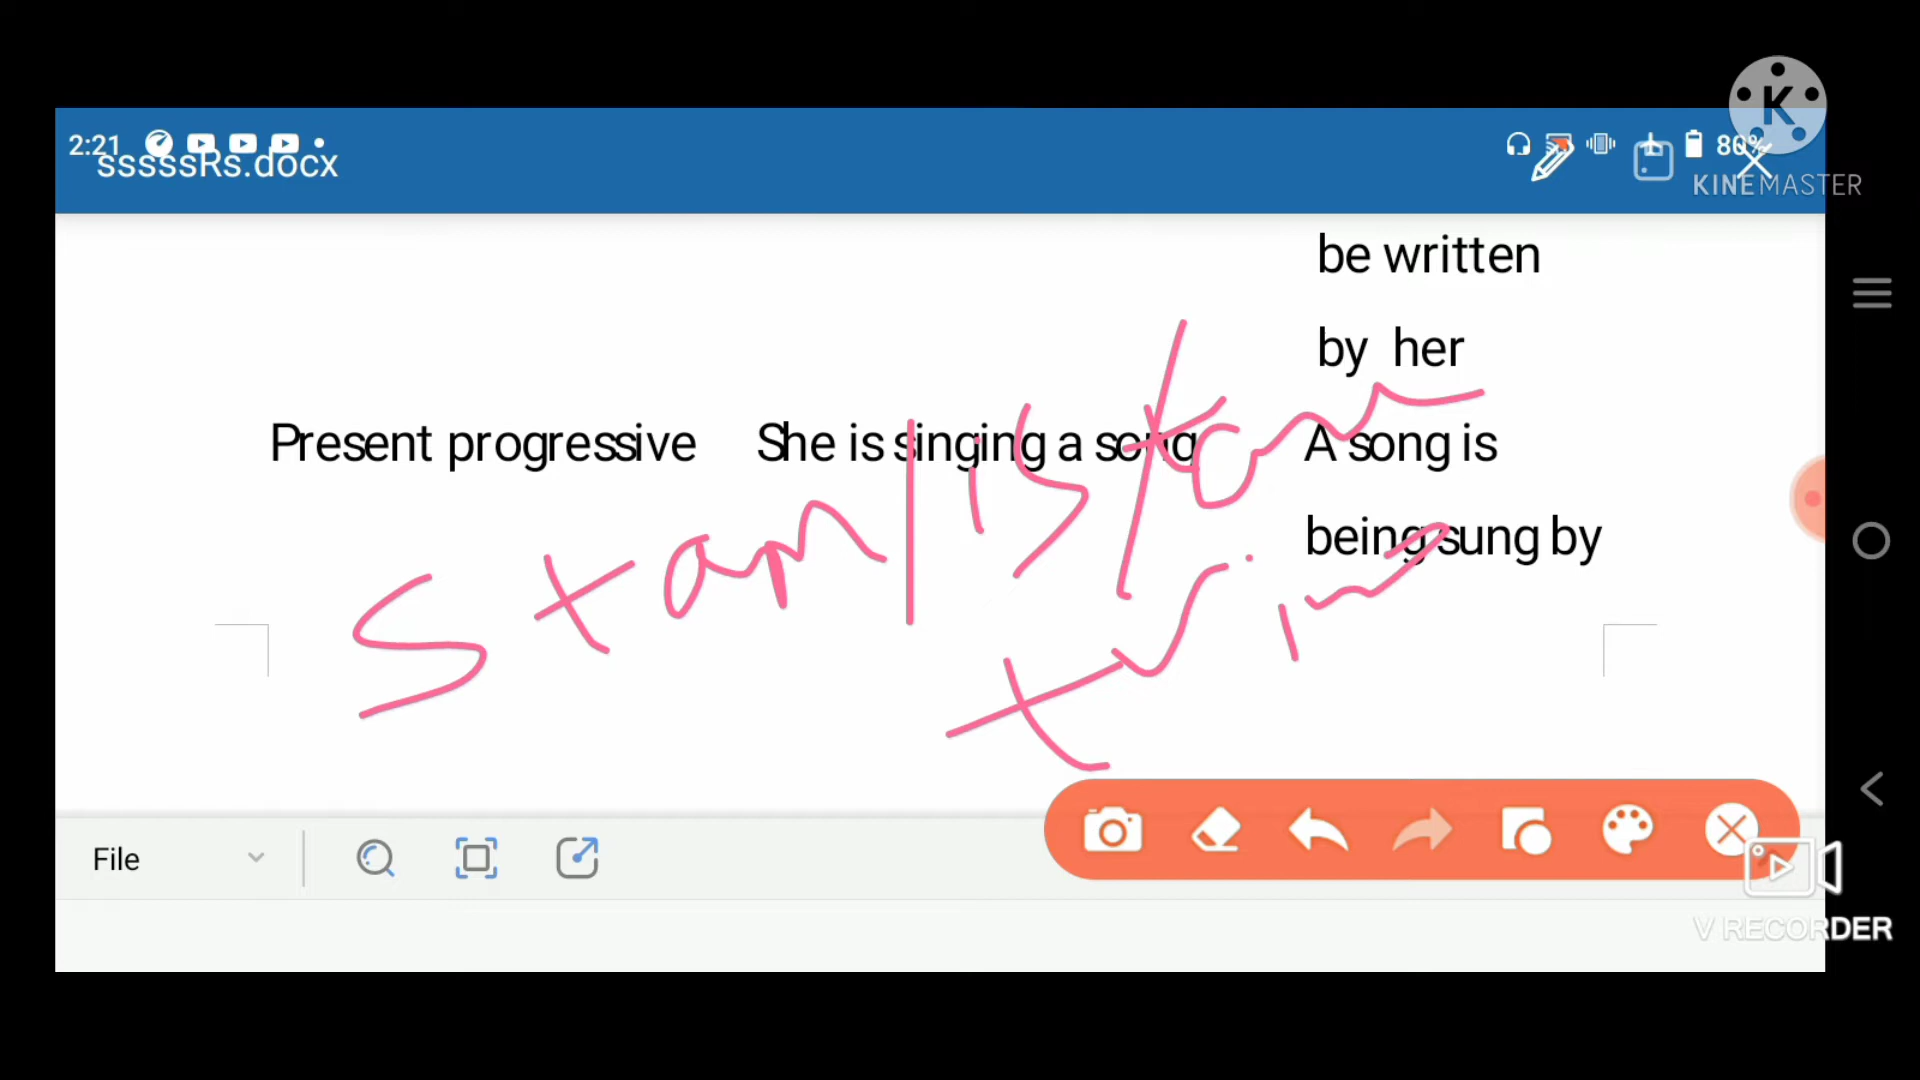 2:21
sssssRs.docx
80%
KINEMASTER
be written
by her
Present progressive She is singing a song A song is
being sung by
File
V RECORDER